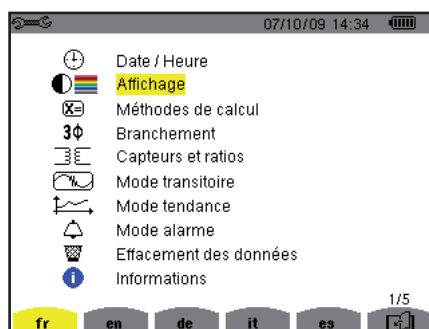 07/10/09 14:34
Date / Heure
Affichage
X= Méthodes de calcul
3Φ Branchement
Capteurs et ratios
Mode transitoire
Mode tendance
Mode alarme
Effacement des données
i Informations
1/5
fr en de it es